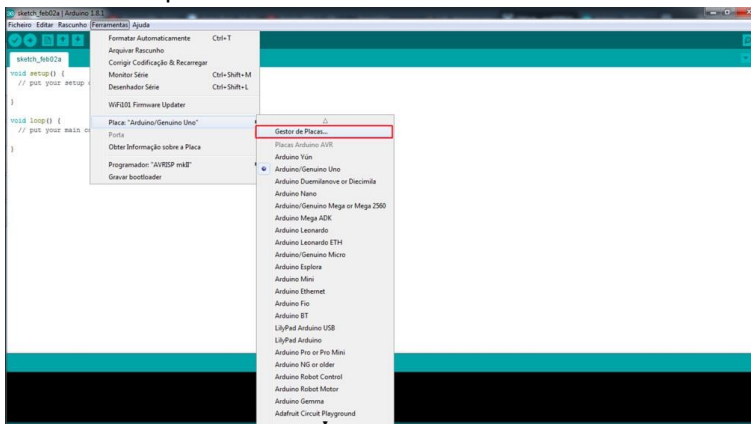 sketch_feb02a | Arduino 1.8.1
Ficheiro Editar Rascunho Ferramentas Ajuda
sketch_feb02a
void setup() {
// put your setup
}
void loop() {
// put your main
}
Formatar Automaticamente Ctrl+T
Arquivar Rascunho
Corrigir Codificação & Recarregar
Monitor Série Ctrl+Shift+M
Desenhador Série Ctrl+Shift+L
WiFi101 Firmware Updater
Placa: "Arduino/Genuino Uno"
Porta
Obter Informação sobre a Placa
Programador: "AVRISP mkII"
Gravar bootloader
Gestor de Placas...
Placas Arduino AVR
Arduino Yún
Arduino/Genuino Uno
Arduino Duemilanove or Diecimila
Arduino Nano
Arduino/Genuino Mega or Mega 2560
Arduino Mega ADK
Arduino Leonardo
Arduino Leonardo ETH
Arduino/Genuino Micro
Arduino Esplora
Arduino Mini
Arduino Ethernet
Arduino Fio
Arduino BT
LilyPad Arduino USB
LilyPad Arduino
Arduino Pro or Pro Mini
Arduino NG or older
Arduino Robot Control
Arduino Robot Motor
Arduino Gemma
Adafruit Circuit Playground